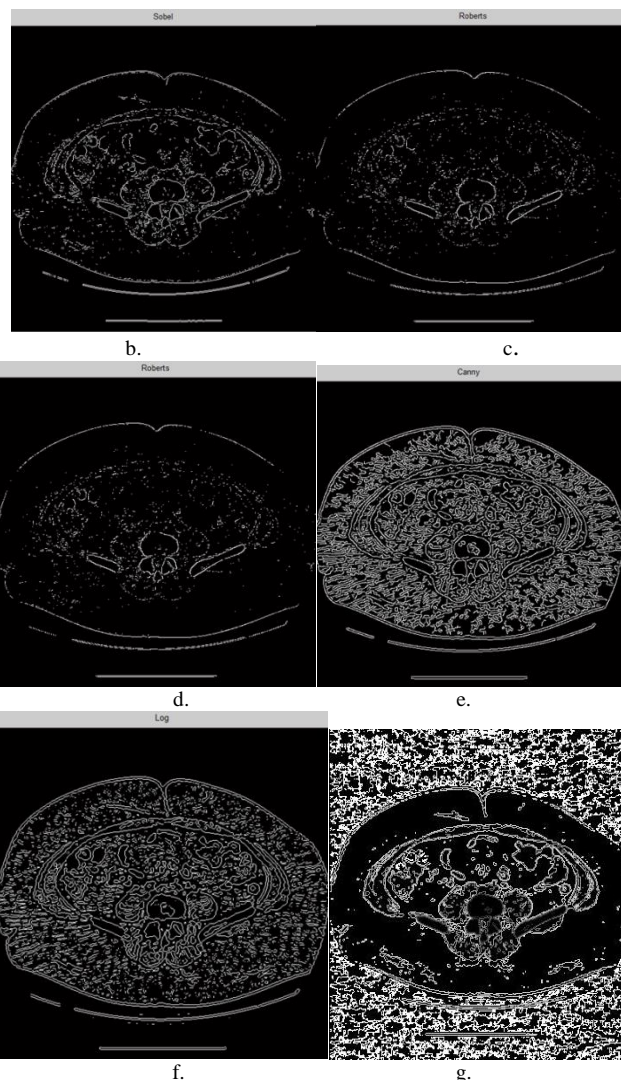 Sobel Roberts
b. c.
Roberts Canny
d. e.
Log
f. g.